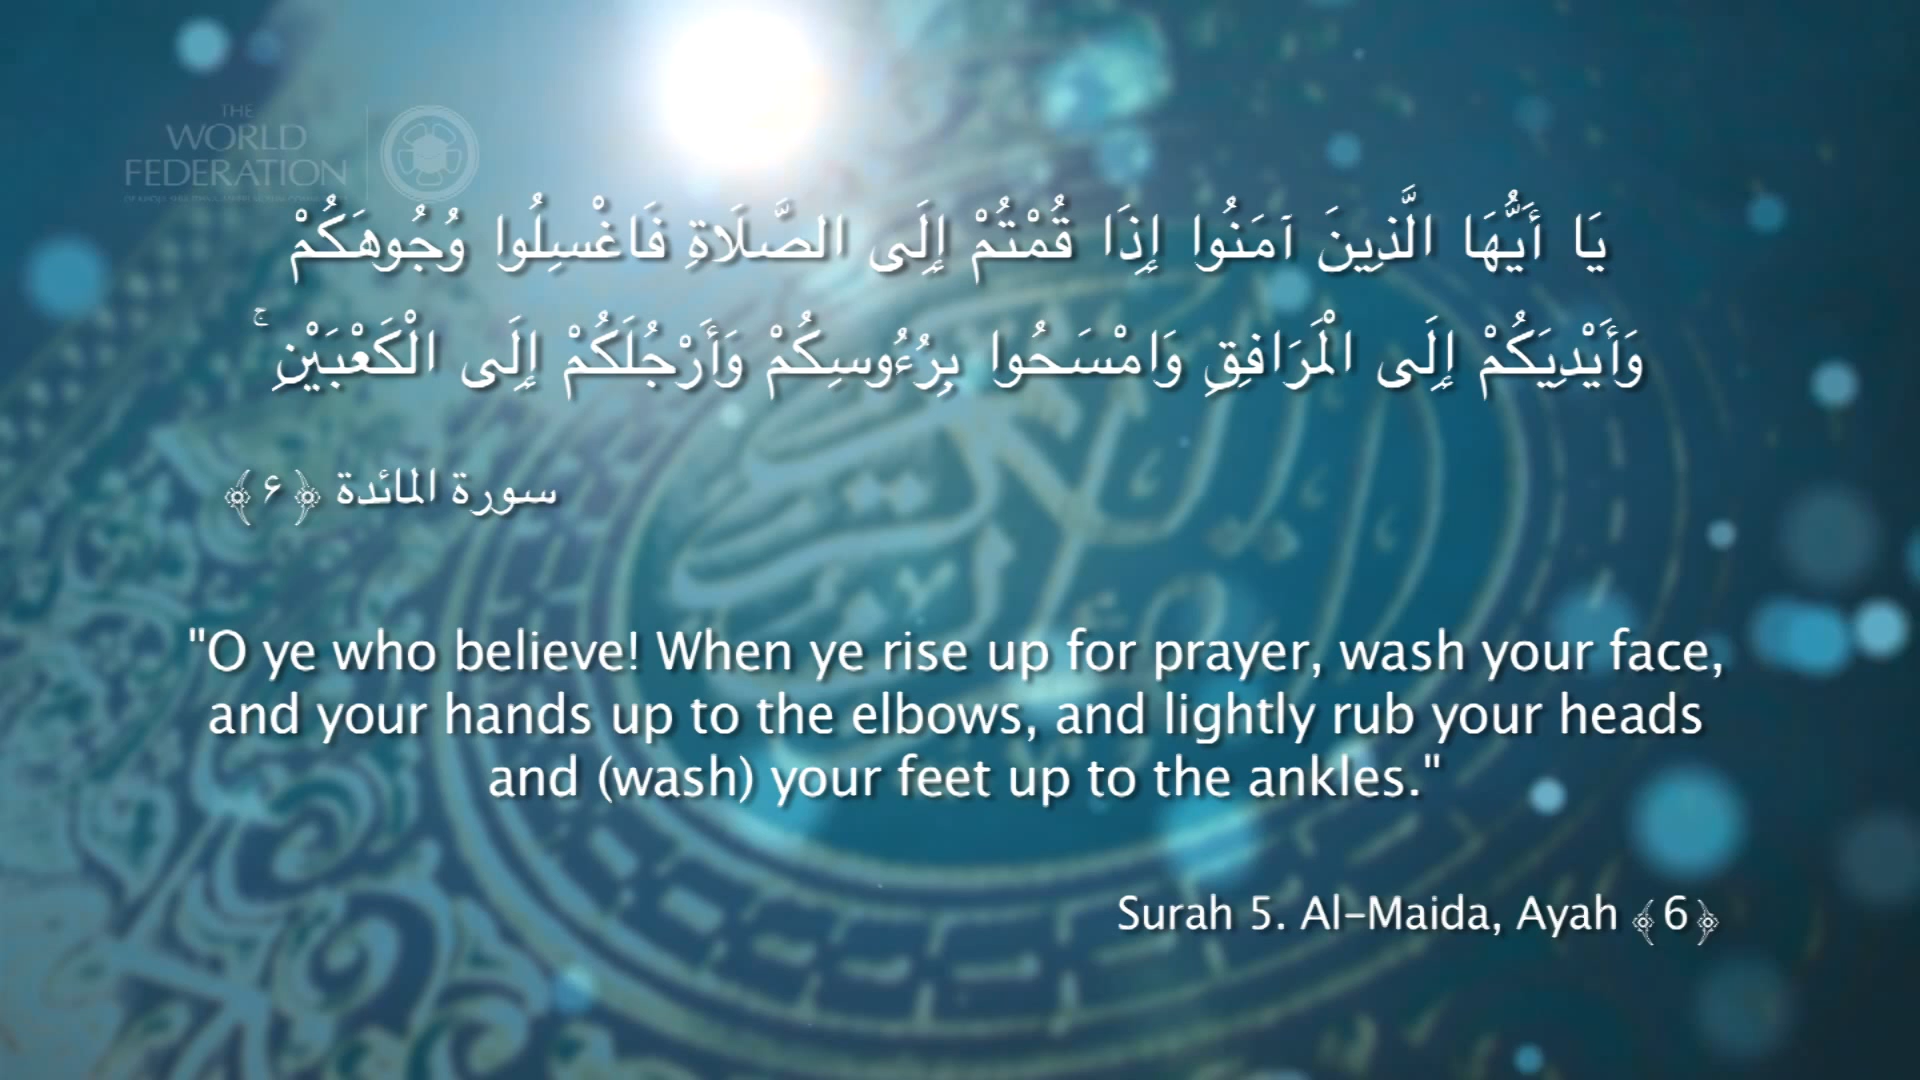 THE
WORLD
FEDERATION
يَا أَيُّهَا الَّذِينَ آمَنُوا إِذَا قُمْتُمْ إِلَى الصَّلَاةِ فَاغْسِلُوا وُجُوهَكُمْ
وَأَيْدِيَكُمْ إِلَى الْمَرَافِقِ وَامْسَحُوا بِرُءُوسِكُمْ وَأَرْجُلَكُمْ إِلَى الْكَعْبَيْنِ ۚ
سورة المائدة ﴿۶﴾
"O ye who believe! When ye rise up for prayer, wash your face,
and your hands up to the elbows, and lightly rub your heads
and (wash) your feet up to the ankles."
Surah 5. Al-Maida, Ayah ﴾6﴿